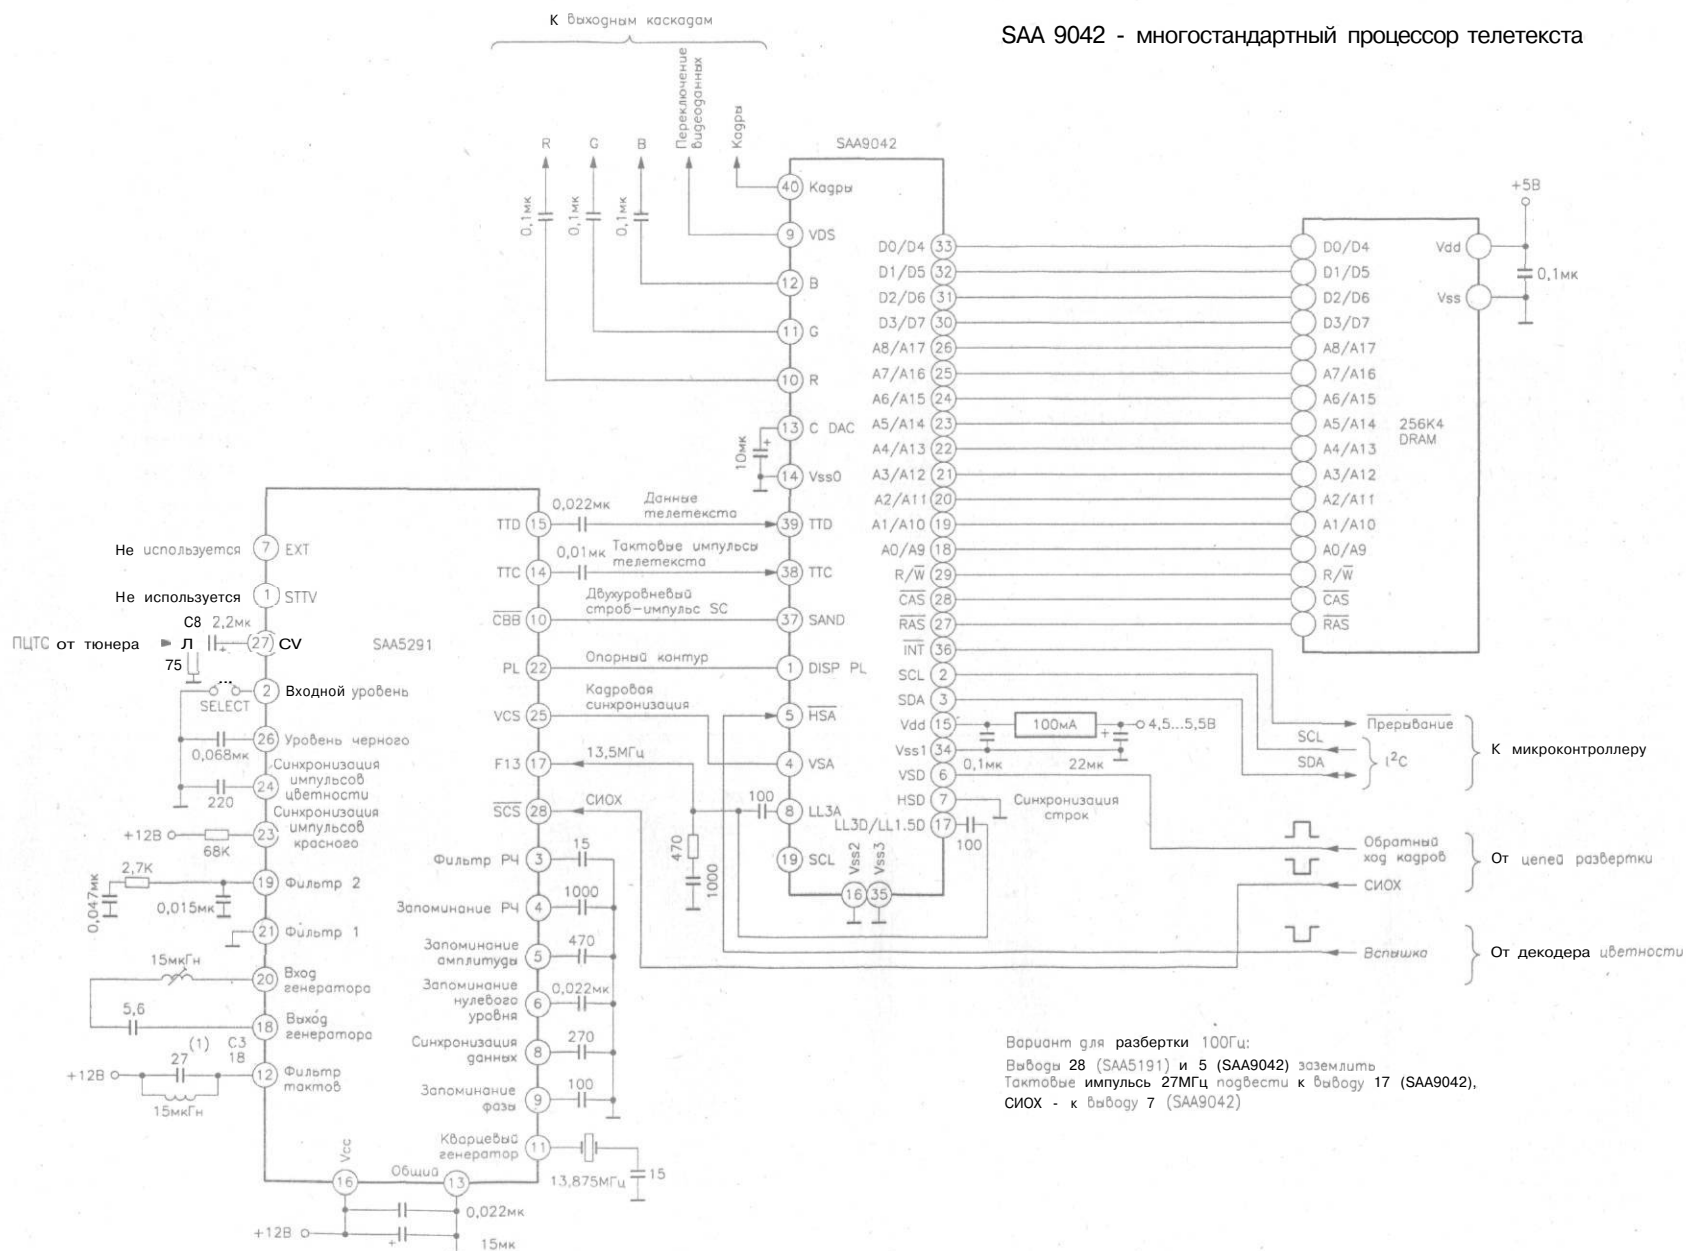 К выходным каскадам
SAA 9042 - многостандартный процессор телетекста
R
G
B
Переключение
видеоданных
Кадры
0,1мк
0,1мк
0,1мк
SAA9042
40 Кадры
9 VDS
12 B
11 G
10 R
13 C DAC
10мк
+
14 Vss0
39 TTD
38 TTC
37 SAND
1 DISP PL
5 HSA
4 VSA
8 LL3A
19 SCL
Vss2
16
Vss3
35
D0/D4 33
D1/D5 32
D2/D6 31
D3/D7 30
A8/A17 26
A7/A16 25
A6/A15 24
A5/A14 23
A4/A13 22
A3/A12 21
A2/A11 20
A1/A10 19
A0/A9 18
R/W 29
CAS 28
RAS 27
INT 36
SCL 2
SDA 3
Vdd 15
Vss1 34
VSD 6
HSD 7
LL3D/LL1.5D 17
100
D0/D4
D1/D5
D2/D6
D3/D7
A8/A17
A7/A16
A6/A15
A5/A14
A4/A13
A3/A12
A2/A11
A1/A10
A0/A9
R/W
CAS
RAS
256K4
DRAM
Vdd
Vss
+5В
0,1мк
100мА
+
4,5...5,5В
0,1мк
22мк
Синхронизация
строк
Прерывание
SCL
SDA
I²C
К микроконтроллеру
Обратный
ход кадров
СИОХ
От цепей развертки
Вспышка
От декодера цветности
SAA5291
Не используется 7 EXT
Не используется 1 STTV
C8 2,2мк
ПЦТС от тюнера
Л
+
27 CV
75
SELECT
2 Входной уровень
0,068мк
26 Уровень черного
220
24 Синхронизация
импульсов
цветности
+12В
68К
23 Синхронизация
импульсов
красного
2,7К
0,047мк
0,015мк
19 Фильтр 2
21 Фильтр 1
15мкГн
20 Вход
генератора
5,6
18 Выход
генератора
(1) C3
27 18
+12В
15мкГн
12 Фильтр
тактов
Vcc
16
Общий
13
0,022мк
+12В
+
15мк
TTD 15
0,022мк
Данные
телетекста
TTC 14
0,01мк
Тактовые импульсы
телетекста
CBB 10
Двухуровневый
строб-импульс SC
PL 22
Опорный контур
VCS 25
Кадровая
синхронизация
F13 17
13,5МГц
SCS 28
СИОХ
100
470
1000
Фильтр РЧ 3
15
Запоминание РЧ 4
1000
Запоминание
амплитуды 5
470
Запоминание
нулевого
уровня 6
0,022мк
Синхронизация
данных 8
270
Запоминание
фазы 9
100
Кварцевый
генератор 11
13,875МГц
15
Вариант для развертки 100Гц:
Выводы 28 (SAA5191) и 5 (SAA9042) заземлить
Тактовые импульсь 27МГц подвести к выводу 17 (SAA9042),
СИОХ - к выводу 7 (SAA9042)